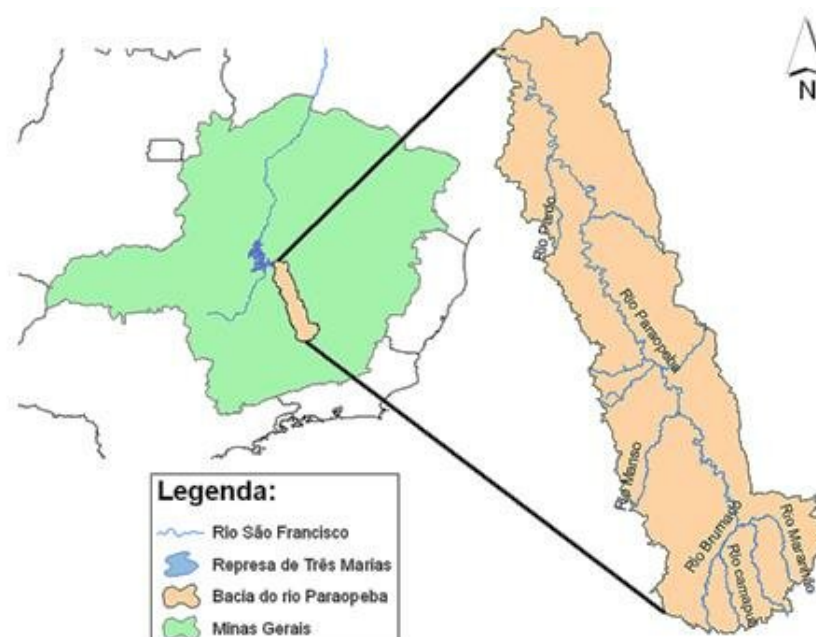 N
Rio Pardo
Rio Paraopeba
Rio Manso
Rio Brumado
Rio camapuã
Rio Maranhão
Legenda:
Rio São Francisco
Represa de Três Marias
Bacia do rio Paraopeba
Minas Gerais